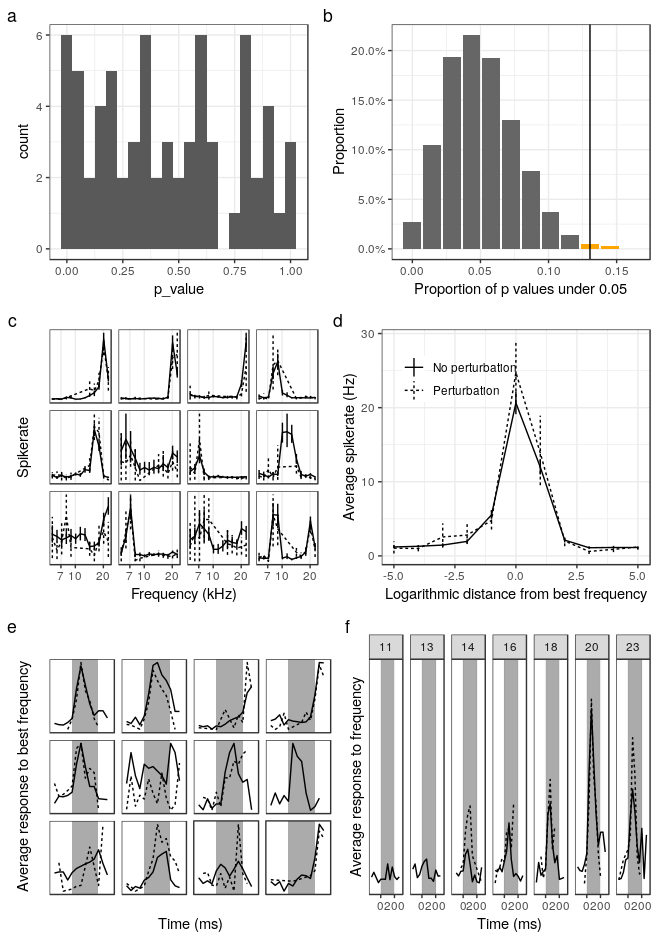 a
6
4
2
0
count
0.00 0.25 0.50 0.75 1.00
p_value
b
20.0%
15.0%
10.0%
5.0%
0.0%
Proportion
0.00 0.05 0.10 0.15
Proportion of p values under 0.05
c
Spikerate
7 10 20 7 10 20 7 10 20 7 10 20
Frequency (kHz)
d
30
20
10
0
Average spikerate (Hz)
No perturbation
Perturbation
-5.0 -2.5 0.0 2.5 5.0
Logarithmic distance from best frequency
e
Average response to best frequency
Time (ms)
f
11 13 14 16 18 20 23
Average response to frequency
0200 0200 0200 0200 0200 0200 0200
Time (ms)